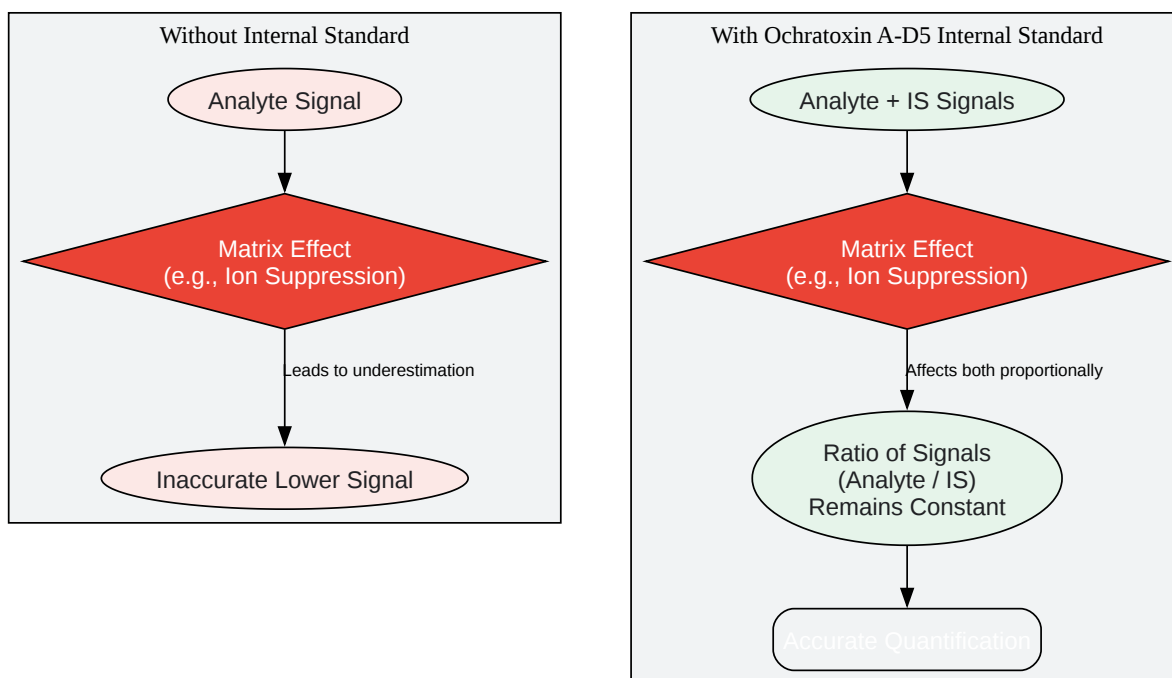 Without Internal Standard
Analyte Signal
Matrix Effect
(e.g., Ion Suppression)
Leads to underestimation
Inaccurate Lower Signal
With Ochratoxin A-D5 Internal Standard
Analyte + IS Signals
Matrix Effect
(e.g., Ion Suppression)
Affects both proportionally
Ratio of Signals
(Analyte / IS)
Remains Constant
Accurate Quantification